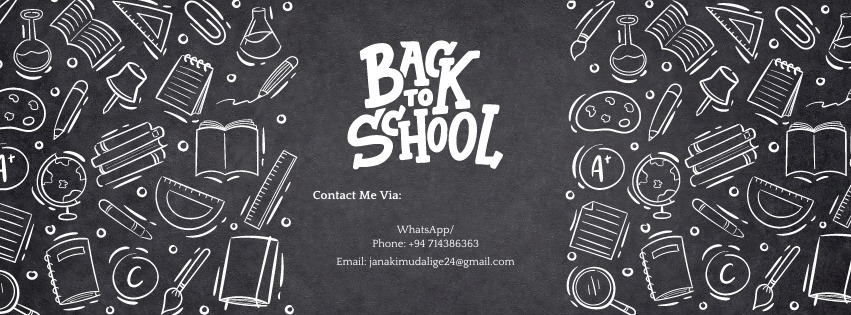 BACK
TO
SCHOOL
A+
Contact Me Via:
A+
WhatsApp/
Phone: +94 714386363
Email: janakimudalige24@gmail.com
C
C